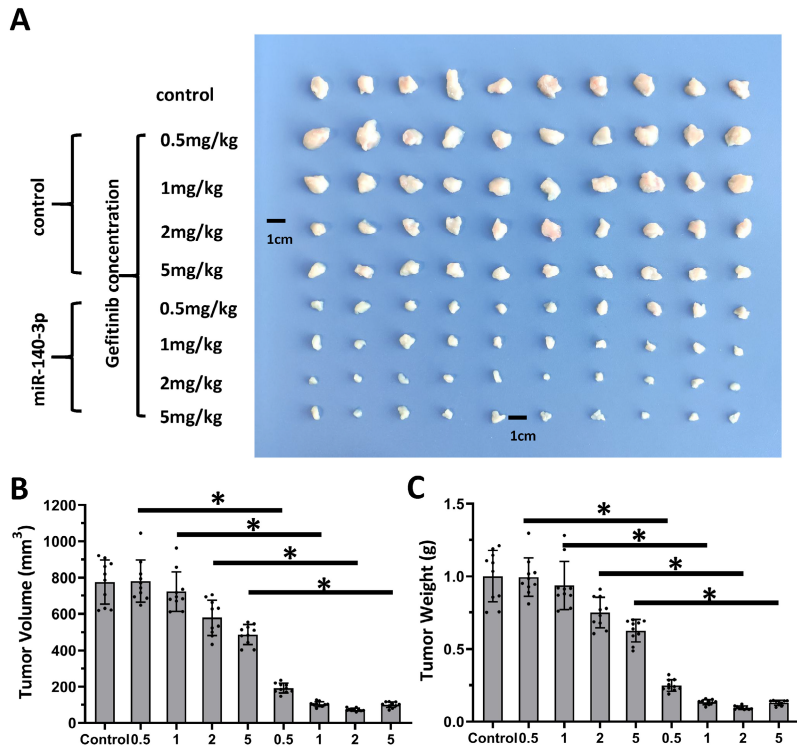 A
control
0.5mg/kg
1mg/kg
2mg/kg
5mg/kg
0.5mg/kg
1mg/kg
2mg/kg
5mg/kg
control
miR-140-3p
Gefitinib concentration
1cm
1cm
B
Tumor Volume (mm3)
1200
1000
800
600
400
200
0
* * * *
Control 0.5 1 2 5 0.5 1 2 5
C
Tumor Weight (g)
1.5
1.0
0.5
0.0
* * * *
Control 0.5 1 2 5 0.5 1 2 5